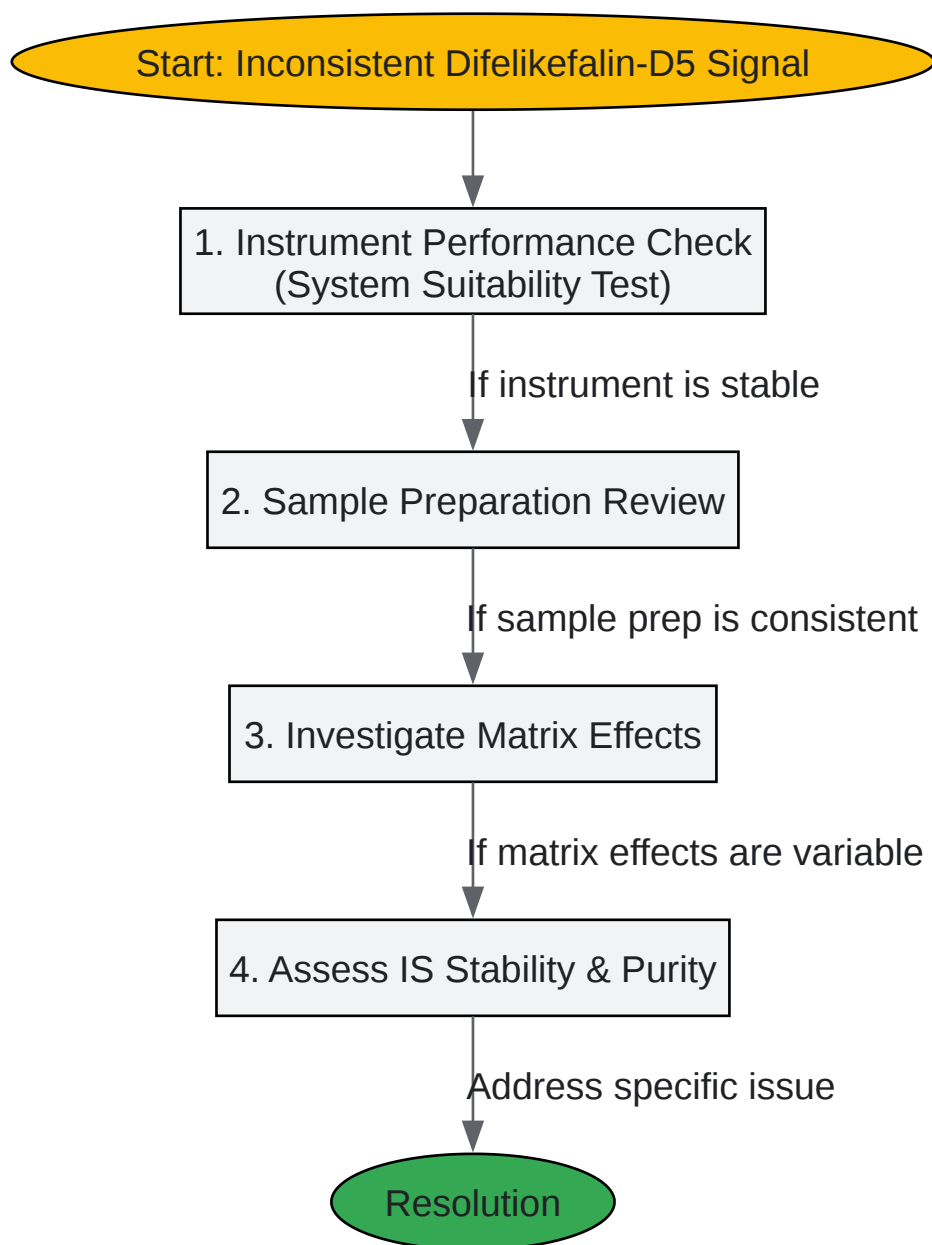 Start: Inconsistent Difelikefalin-D5 Signal
1. Instrument Performance Check
(System Suitability Test)
If instrument is stable
2. Sample Preparation Review
If sample prep is consistent
3. Investigate Matrix Effects
If matrix effects are variable
4. Assess IS Stability & Purity
Address specific issue
Resolution